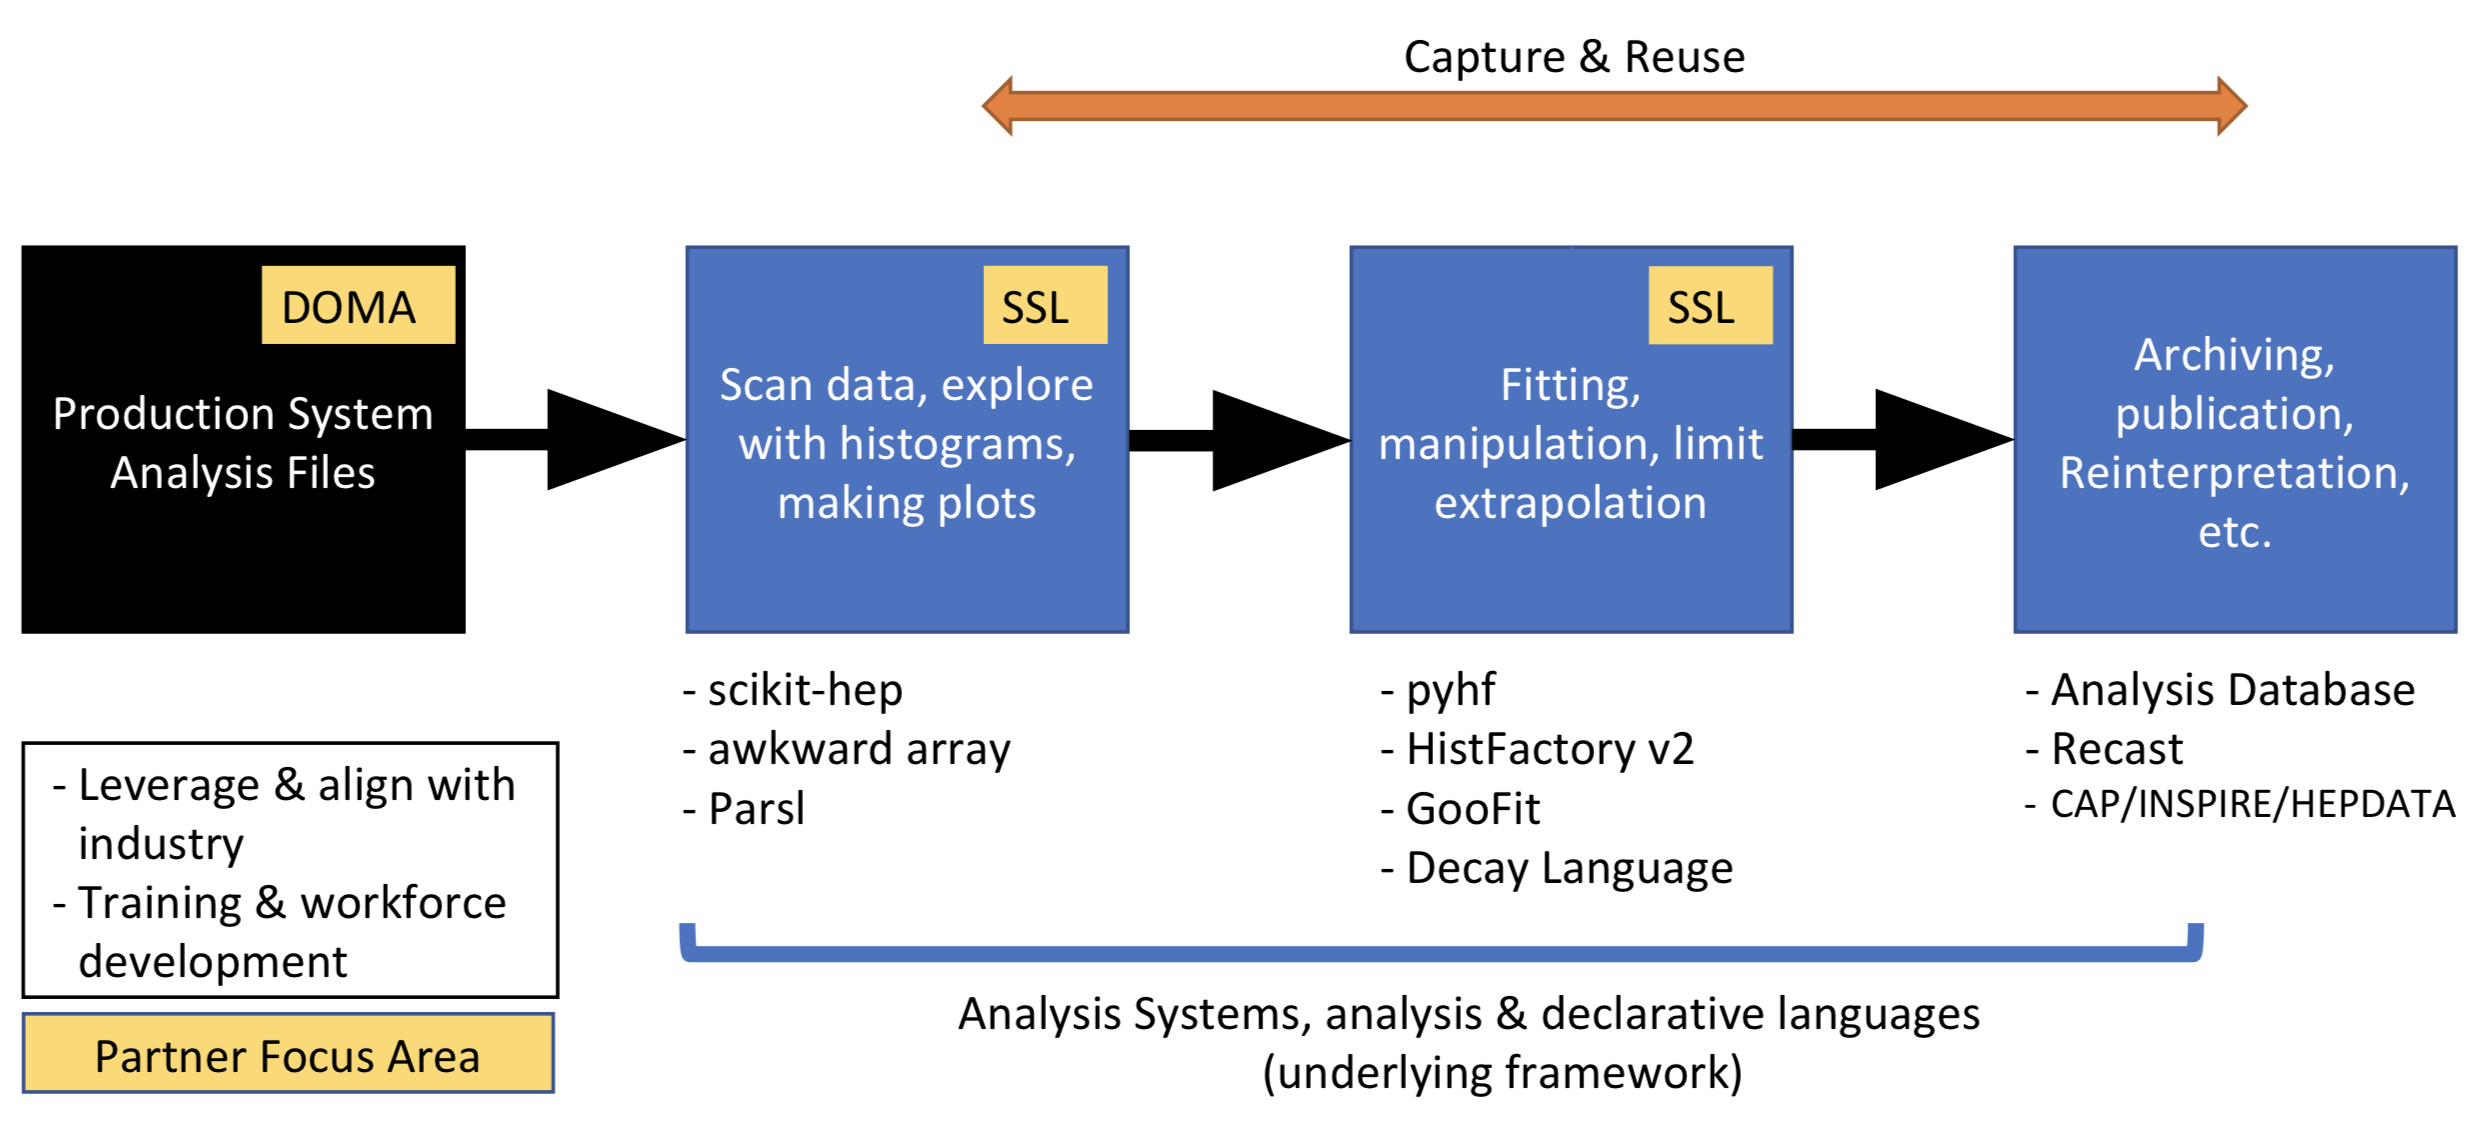 Capture & Reuse
DOMA
Production System
Analysis Files
SSL
Scan data, explore
with histograms,
making plots
SSL
Fitting,
manipulation, limit
extrapolation
Archiving,
publication,
Reinterpretation,
etc.
- scikit-hep
- awkward array
- Parsl
- pyhf
- HistFactory v2
- GooFit
- Decay Language
- Analysis Database
- Recast
- CAP/INSPIRE/HEPDATA
- Leverage & align with
industry
- Training & workforce
development
Partner Focus Area
Analysis Systems, analysis & declarative languages
(underlying framework)